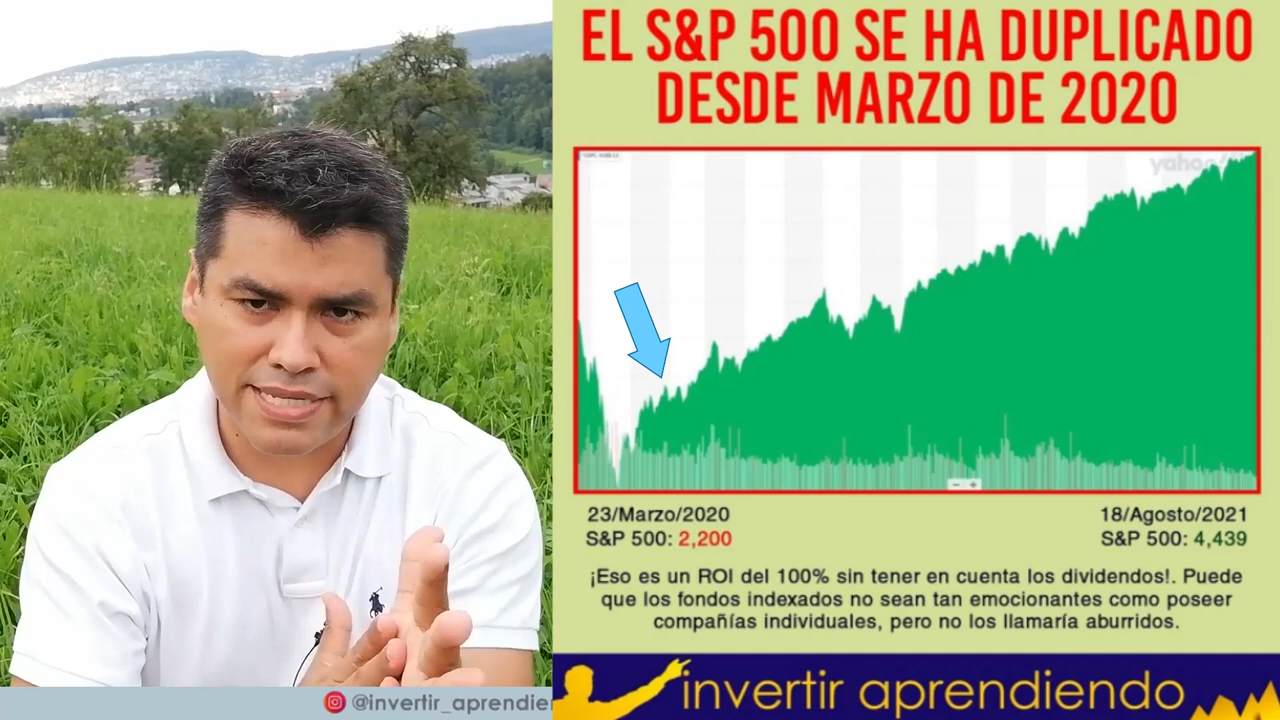 EL S&P 500 SE HA DUPLICADO
DESDE MARZO DE 2020
yahoo/
23/Marzo/2020
S&P 500: 2,200
18/Agosto/2021
S&P 500: 4,439
¡Eso es un ROI del 100% sin tener en cuenta los dividendos!. Puede
que los fondos indexados no sean tan emocionantes como poseer
compañías individuales, pero no los llamaría aburridos.
@invertir_aprendien
invertir aprendiendo